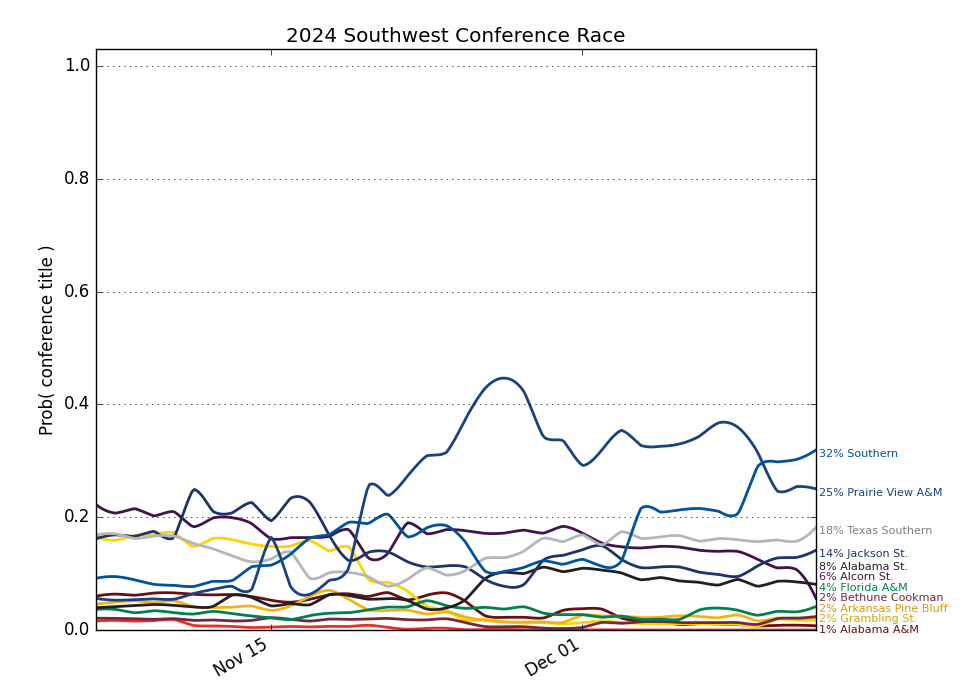 2024 Southwest Conference Race
Prob( conference title )
1.0
0.8
0.6
0.4
0.2
0.0
Nov 15
Dec 01
32% Southern
25% Prairie View A&M
18% Texas Southern
14% Jackson St.
8% Alabama St.
6% Alcorn St.
4% Florida A&M
2% Bethune Cookman
2% Arkansas Pine Bluff
2% Grambling St.
1% Alabama A&M